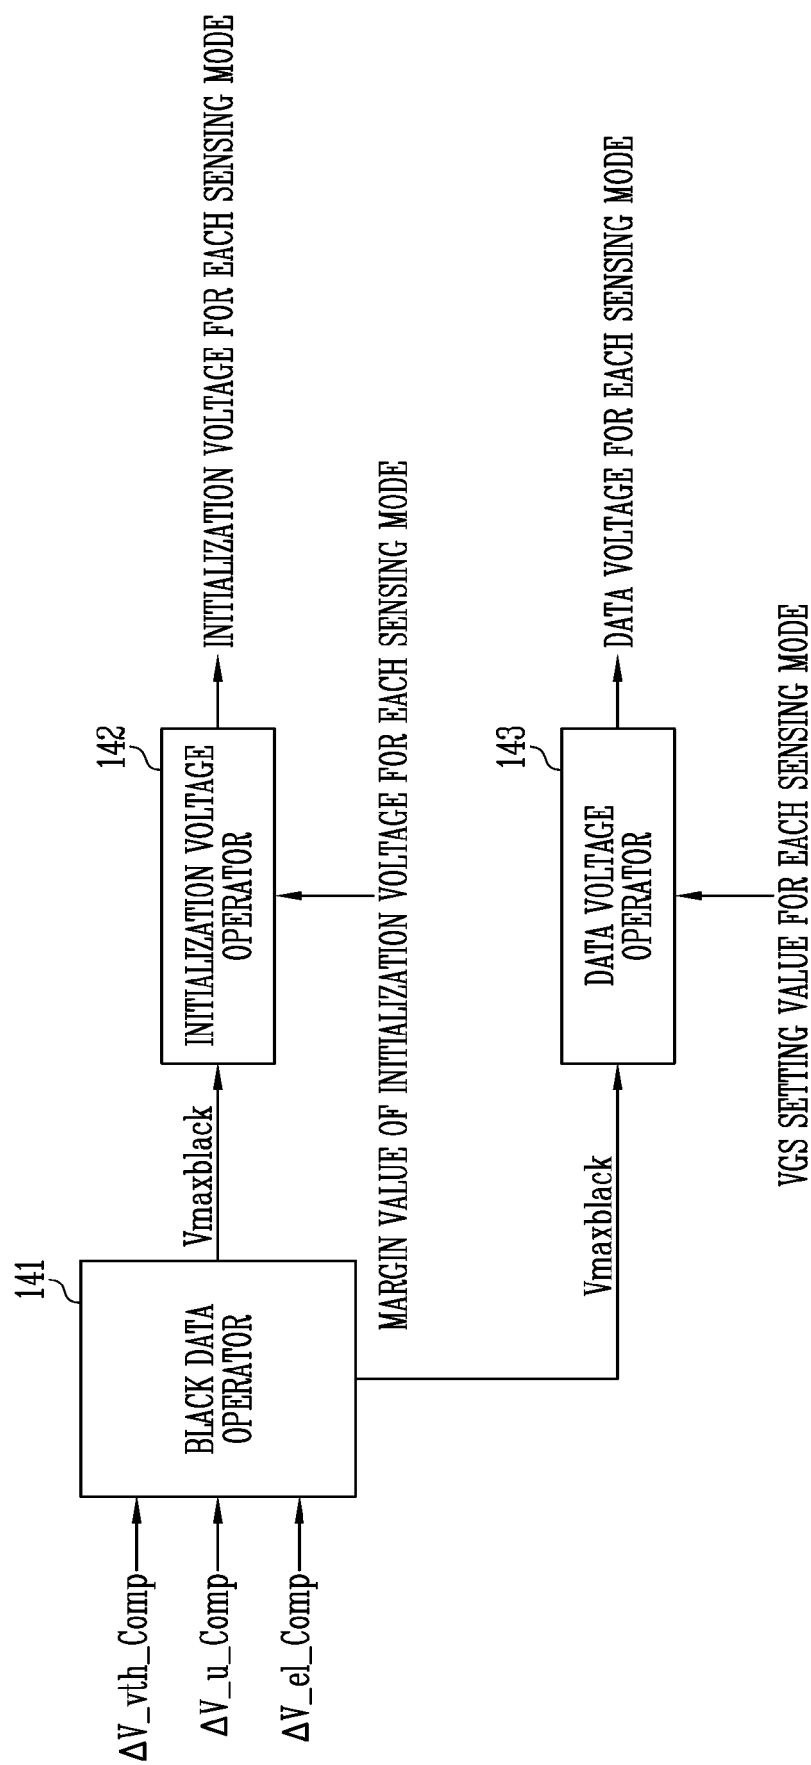 141
BLACK DATA
OPERATOR
ΔV_vth_Comp
ΔV_u_Comp
ΔV_el_Comp
Vmaxblack
142
INITIALIZATION VOLTAGE
OPERATOR
INITIALIZATION VOLTAGE FOR EACH SENSING MODE
MARGIN VALUE OF INITIALIZATION VOLTAGE FOR EACH SENSING MODE
Vmaxblack
143
DATA VOLTAGE
OPERATOR
DATA VOLTAGE FOR EACH SENSING MODE
VGS SETTING VALUE FOR EACH SENSING MODE